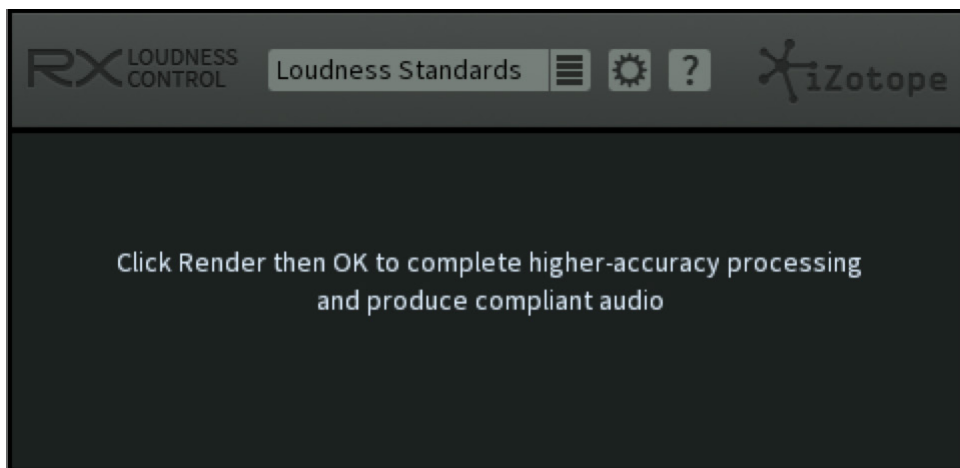 RX LOUDNESS CONTROL
Loudness Standards
?
iZotope
Click Render then OK to complete higher-accuracy processing
and produce compliant audio